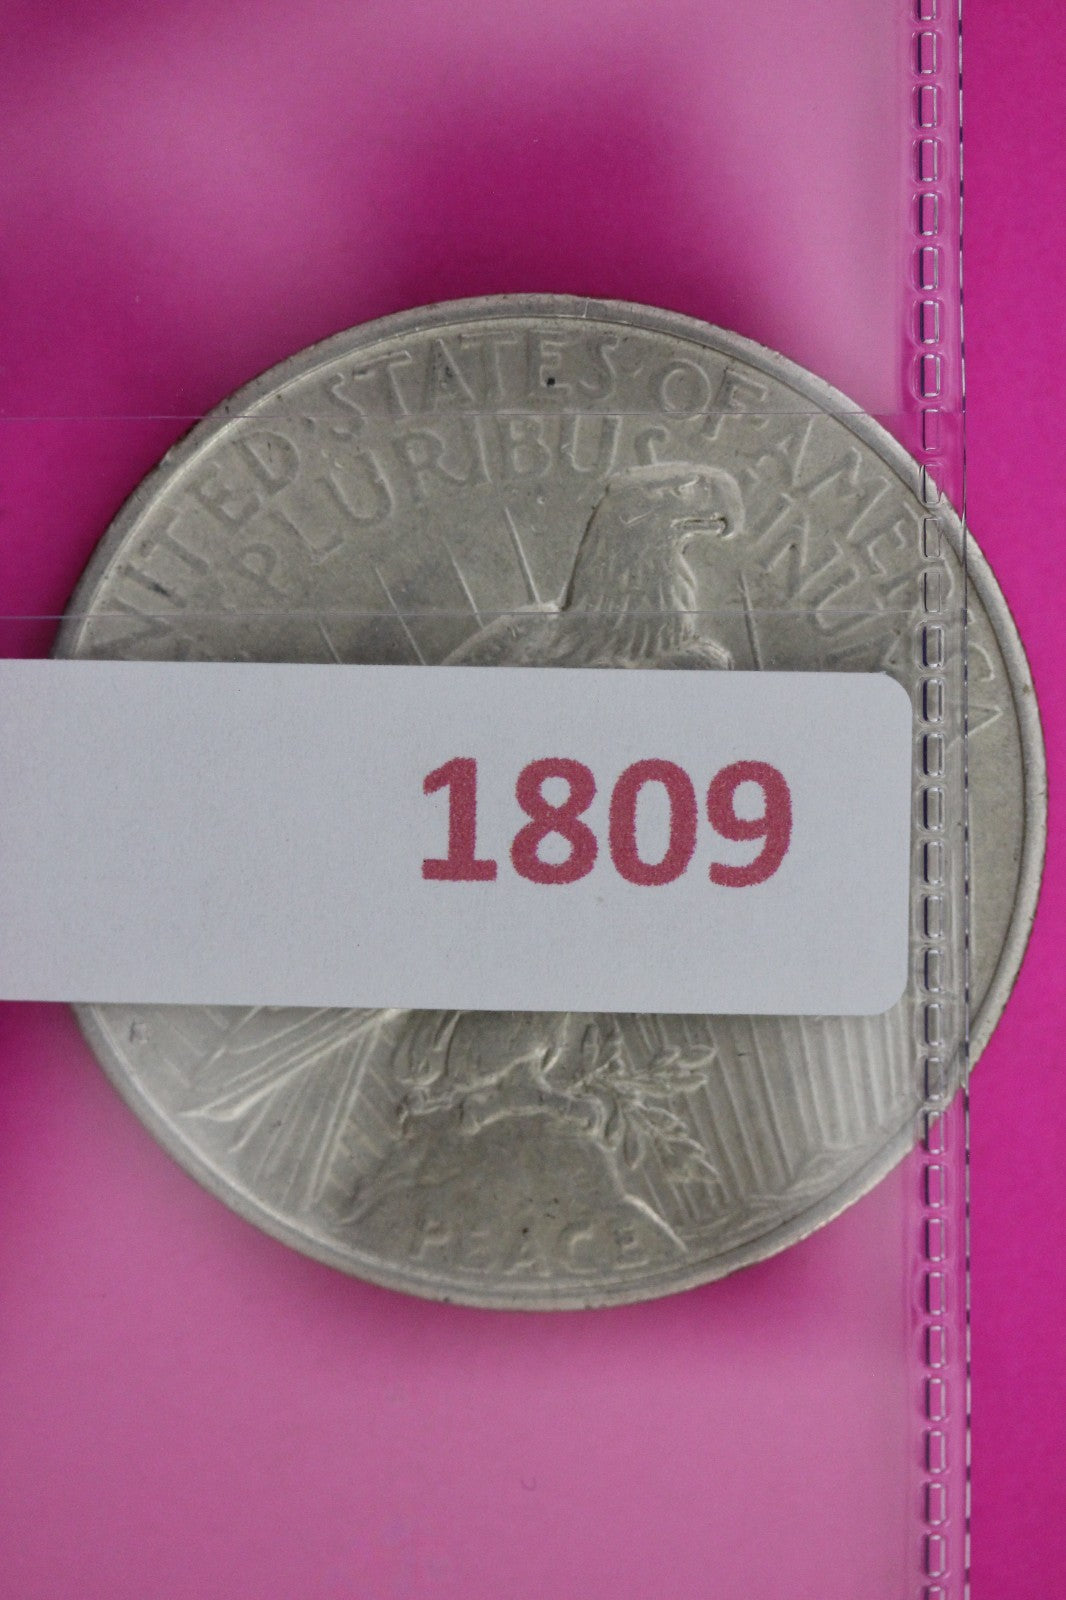 UNITED·STATES·OF·AMERICA
PLURIBUS UNUM
1809
PEACE